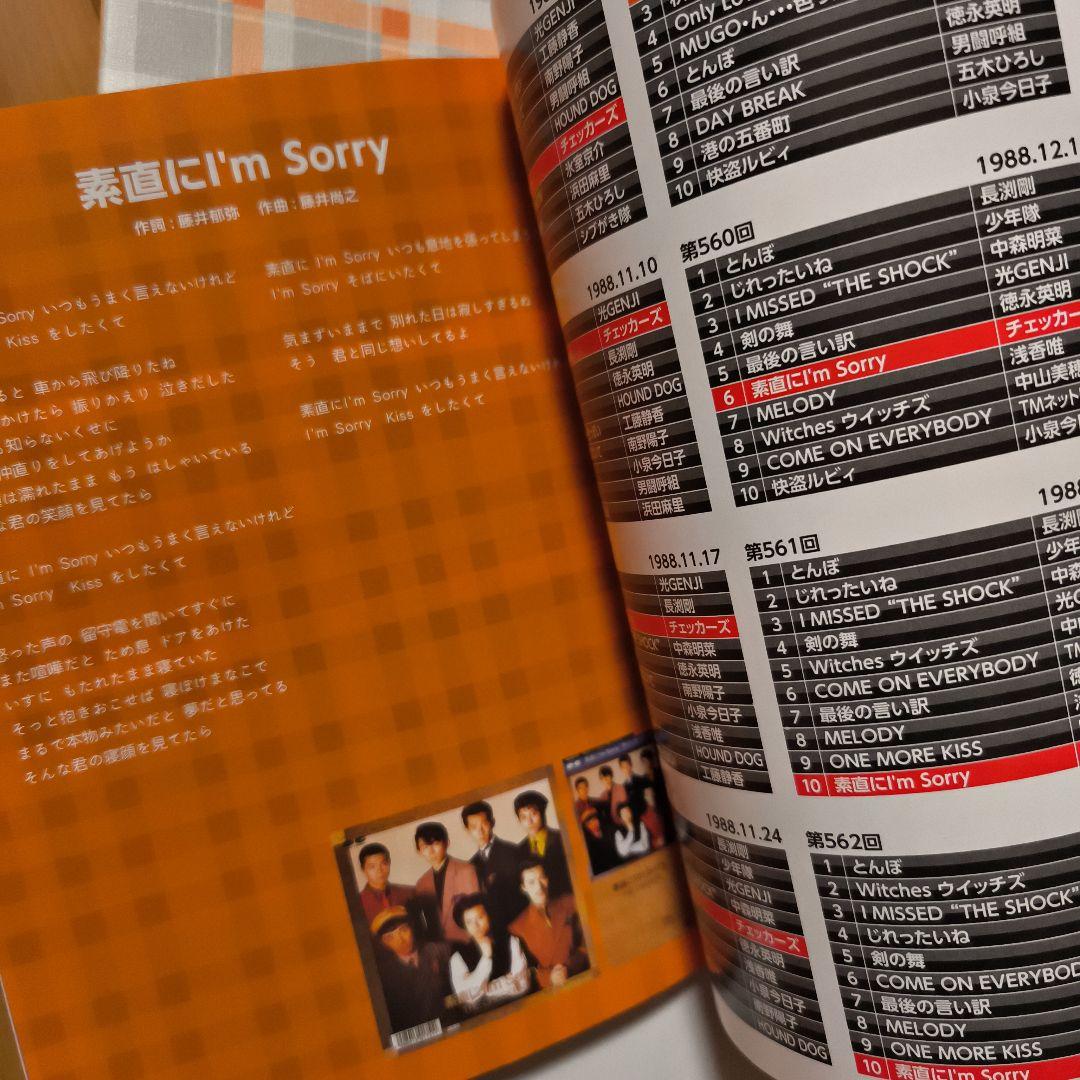 素直にI'm Sorry
作詞：藤井郁弥　作曲：藤井尚之
Sorry いつもうまく言えないけれど
Kiss をしたくて
ると 車から飛び降りたね
かけたら 振りかえり 泣きだした
知らないくせに
仲直りをしてあげようか
は濡れたまま もう はしゃいでいる
な君の笑顔を見てたら
に I'm Sorry いつもうまく言えないけれど
Sorry Kiss をしたくて
怒った声の 留守電を聞いてすぐに
また喧嘩だと ため息 ドアをあけた
いすに もたれたまま寝ていた
そっと抱きおこせば 寝ぼけまなこで
まるで本物みたいだと 夢だと思ってる
そんな君の寝顔を見てたら
素直に I'm Sorry いつも意地を張ってしま
I'm Sorry そばにいたくて
気まずいままで 別れた日は寂しすぎるね
そう 君と同じ想いしてるよ
素直にI'm Sorry いつもうまく言えないけ
I'm Sorry Kiss をしたくて
光GENJI
工藤静香
南野陽子
男闘呼組
HOUND DOG
チェッカーズ
氷室京介
浜田麻里
五木ひろし
シブがき隊
1988.11.10
光GENJI
チェッカーズ
長渕剛
徳永英明
HOUND DOG
工藤静香
南野陽子
小泉今日子
男闘呼組
浜田麻里
1988.11.17
光GENJI
長渕剛
チェッカーズ
中森明菜
徳永英明
南野陽子
小泉今日子
浅香唯
HOUND DOG
工藤静香
1988.11.24
長渕剛
少年隊
光GENJI
中森明菜
チェッカーズ
徳永英明
浅香唯
小泉今日子
南野陽子
HOUND DOG
3
4 Only Lo
5 MUGO・ん…色っ
6 とんぼ
7 最後の言い訳 徳永英明
8 DAY BREAK 男闘呼組
9 港の五番町 五木ひろし
10 快盗ルビィ 小泉今日子
第560回 1988.12.1
1 とんぼ 長渕剛
2 じれったいね 少年隊
3 I MISSED “THE SHOCK” 中森明菜
4 剣の舞 光GENJI
5 最後の言い訳 徳永英明
6 素直にI'm Sorry チェッカー
7 MELODY 浅香唯
8 Witches ウイッチズ 中山美穂
9 COME ON EVERYBODY TMネット
10 快盗ルビィ 小泉今
第561回 198
1 とんぼ 長渕
2 じれったいね 少年
3 I MISSED “THE SHOCK” 中森
4 剣の舞 光G
5 Witches ウイッチズ 中山
6 COME ON EVERYBODY TM
7 最後の言い訳 徳
8 MELODY
9 ONE MORE KISS
10 素直にI'm Sorry
第562回
1 とんぼ
2 Witches ウイッチズ
3 I MISSED “THE SHOCK”
4 じれったいね
5 剣の舞
6 COME ON EVERYBOD
7 最後の言い訳
8 MELODY
9 ONE MORE KISS
10 素直にI'm Sorry